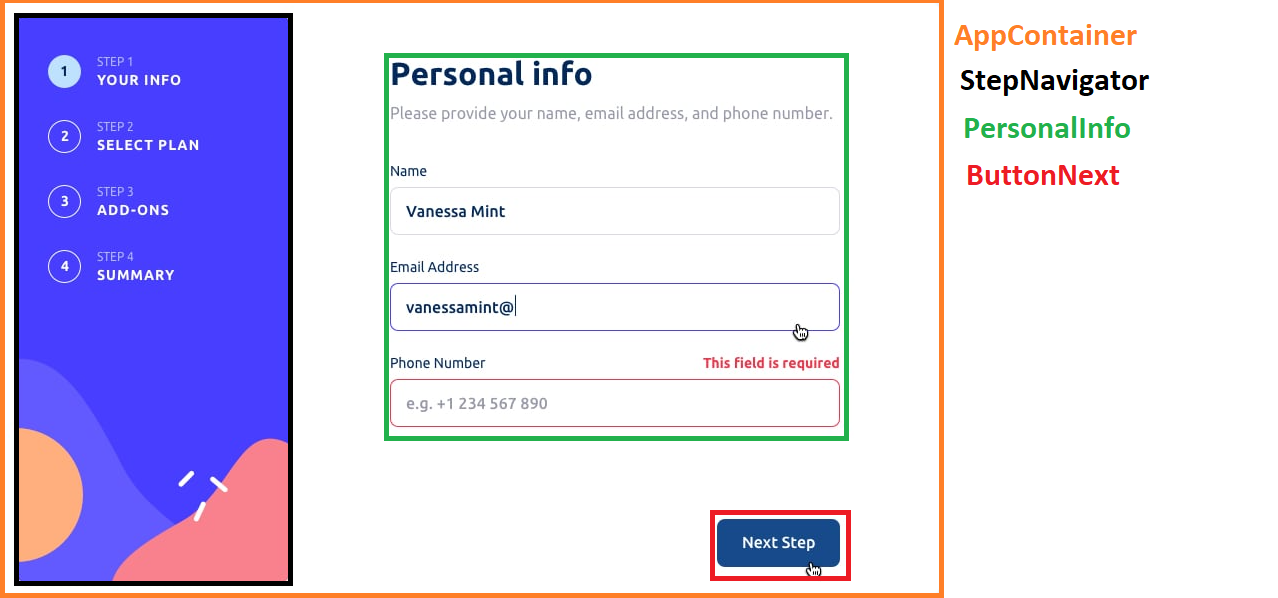 1
STEP 1
YOUR INFO
2
STEP 2
SELECT PLAN
3
STEP 3
ADD-ONS
4
STEP 4
SUMMARY
Personal info
Please provide your name, email address, and phone number.
Name
Vanessa Mint
Email Address
vanessamint@
Phone Number
This field is required
e.g. +1 234 567 890
Next Step
AppContainer
StepNavigator
PersonalInfo
ButtonNext